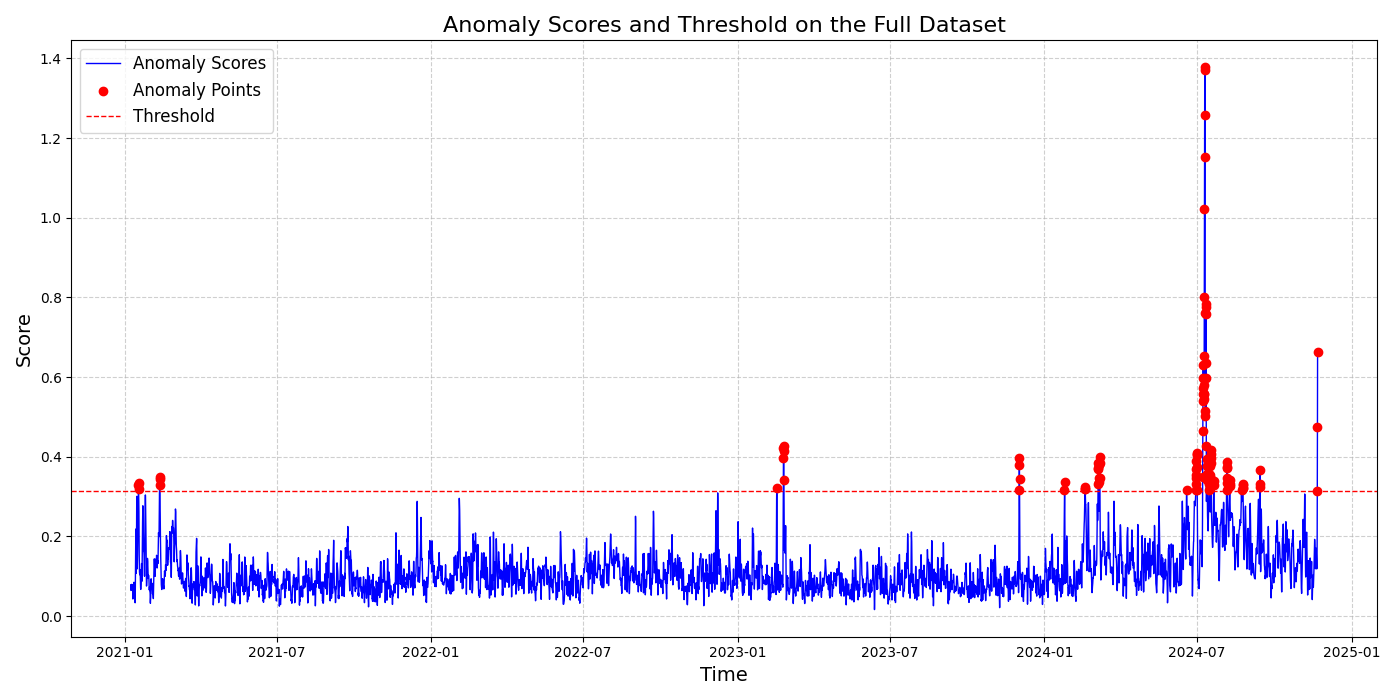 Anomaly Scores and Threshold on the Full Dataset
Anomaly Scores
Anomaly Points
Threshold
Score
1.4
1.2
1.0
0.8
0.6
0.4
0.2
0.0
2021-01
2021-07
2022-01
2022-07
2023-01
2023-07
2024-01
2024-07
2025-01
Time